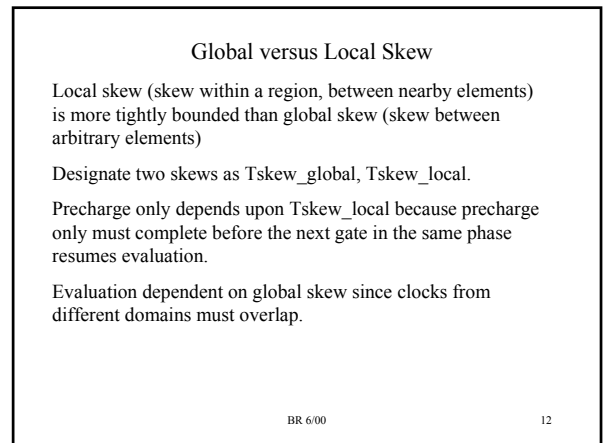 Global versus Local Skew
Local skew (skew within a region, between nearby elements)
is more tightly bounded than global skew (skew between
arbitrary elements)
Designate two skews as Tskew_global, Tskew_local.
Precharge only depends upon Tskew_local because precharge
only must complete before the next gate in the same phase
resumes evaluation.
Evaluation dependent on global skew since clocks from
different domains must overlap.
BR 6/00 12